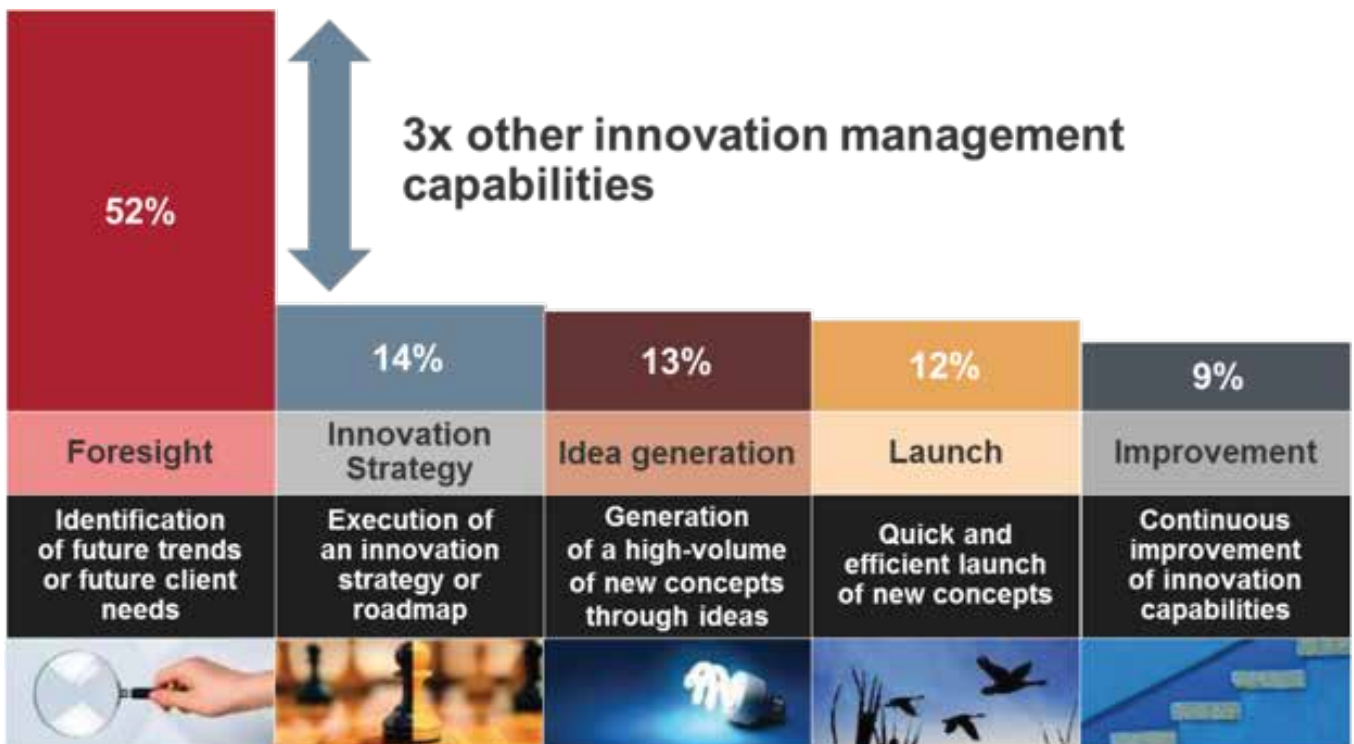 3x other innovation management
capabilities
52%
14%
13%
12%
9%
Foresight
Innovation
Strategy
Idea generation
Launch
Improvement
Identification
of future trends
or future client
needs
Execution of
an innovation
strategy or
roadmap
Generation
of a high-volume
of new concepts
through ideas
Quick and
efficient launch
of new concepts
Continuous
improvement
of innovation
capabilities